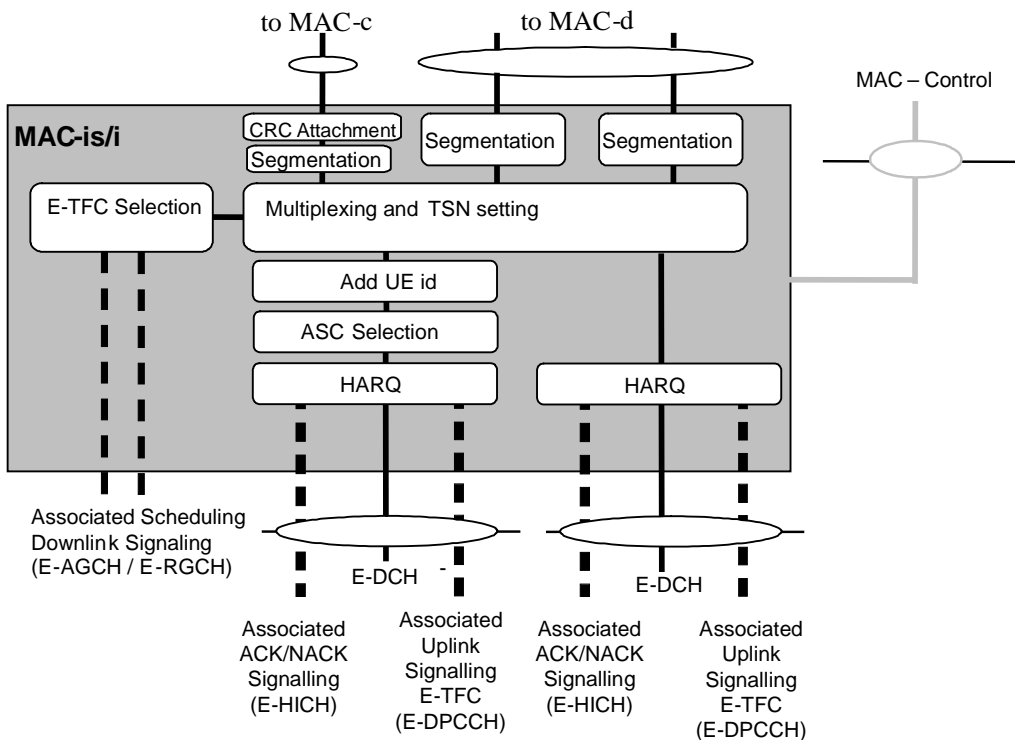 to MAC-c
to MAC-d
MAC – Control
MAC-is/i
CRC Attachment
Segmentation
Segmentation
Segmentation
E-TFC Selection
Multiplexing and TSN setting
Add UE id
ASC Selection
HARQ
HARQ
Associated Scheduling
Downlink Signaling
(E-AGCH / E-RGCH)
E-DCH -
E-DCH
Associated
ACK/NACK
Signalling
(E-HICH)
Associated
Uplink
Signalling
E-TFC
(E-DPCCH)
Associated
ACK/NACK
Signalling
(E-HICH)
Associated
Uplink
Signalling
E-TFC
(E-DPCCH)